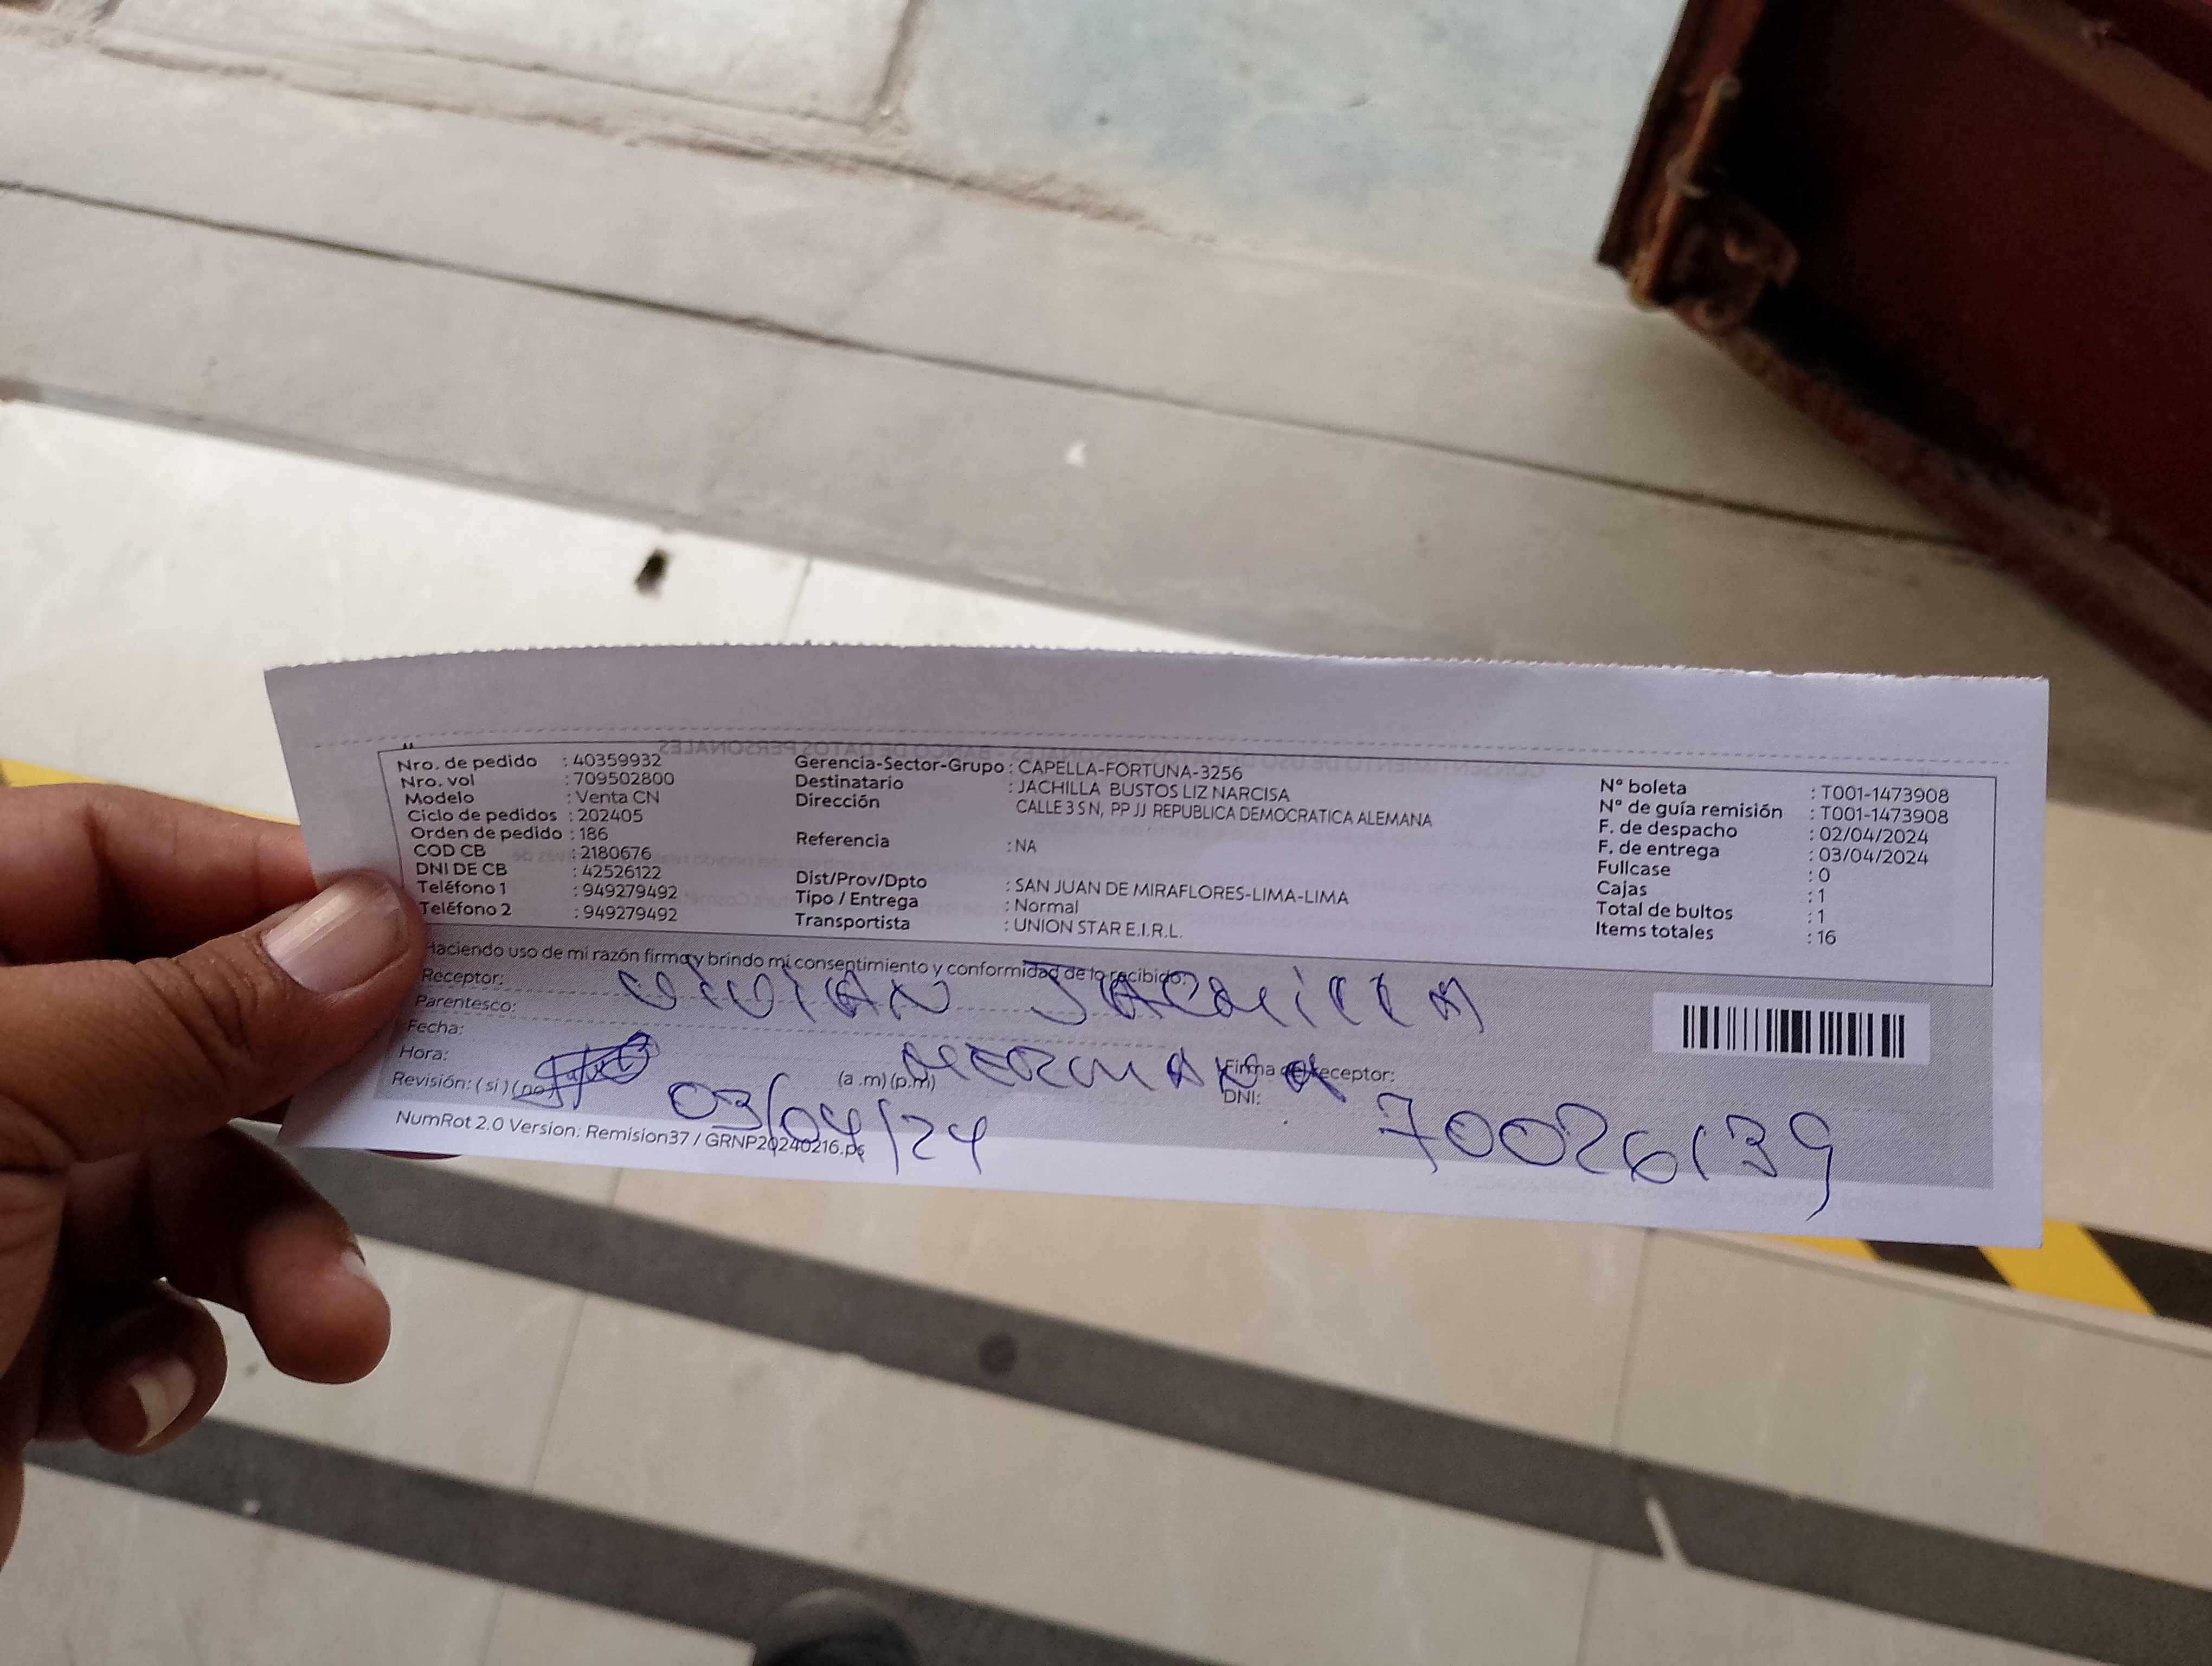 Nro. de pedido : 40359932
Nro. vol : 709502800
Modelo : Venta CN
Ciclo de pedidos : 202405
Orden de pedido : 186
COD CB : 2180676
DNI DE CB : 42526122
Teléfono 1 : 949279492
Teléfono 2 : 949279492
Gerencia-Sector-Grupo : CAPELLA-FORTUNA-3256
Destinatario : JACHILLA BUSTOS LIZ NARCISA
Dirección CALLE 3 S N, PP JJ REPUBLICA DEMOCRATICA ALEMANA
Referencia : NA
Dist/Prov/Dpto : SAN JUAN DE MIRAFLORES-LIMA-LIMA
Tipo / Entrega : Normal
Transportista : UNION STAR E.I.R.L.
N° boleta : T001-1473908
N° de guía remisión : T001-1473908
F. de despacho : 02/04/2024
F. de entrega : 03/04/2024
Fullcase : 0
Cajas : 1
Total de bultos : 1
Items totales : 16
Haciendo uso de mi razón firmo y brindo mi consentimiento y conformidad de lo recibido.
Receptor: ViViAN JACHiLLA
Parentesco: HERMANA
Fecha: 03/04/24
Hora: (a.m) (p.m)
Revisión: (si) (no)
Firma del receptor:
DNI: 70026139
NumRot 2.0 Version: Remision37 / GRNP20240216.ps